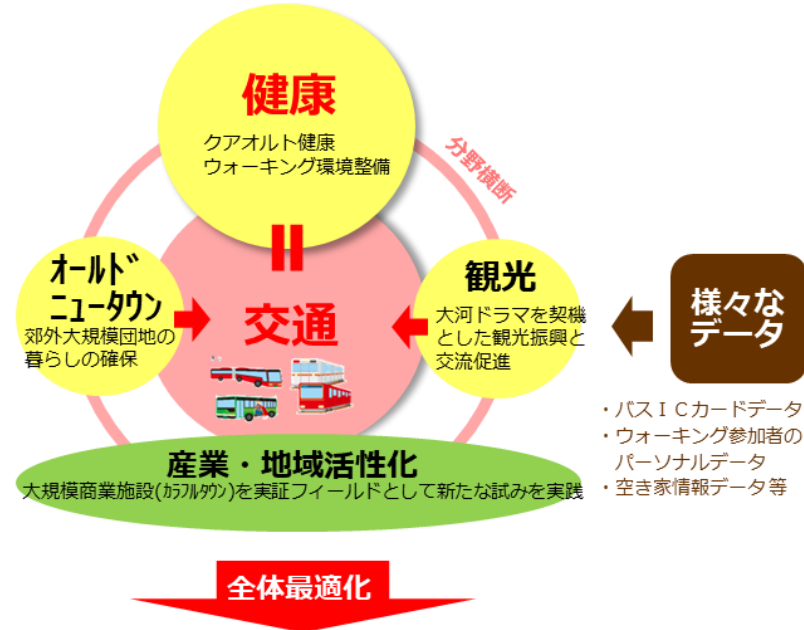 健康
クアオルト健康
ウォーキング環境整備
分野横断
オールド
ニュータウン
郊外大規模団地の
暮らしの確保
交通
観光
大河ドラマを契機
とした観光振興と
交流促進
様々な
データ
・バスICカードデータ
・ウォーキング参加者の
パーソナルデータ
・空き家情報データ等
産業・地域活性化
大規模商業施設(カラフルタウン)を実証フィールドとして新たな試みを実践
全体最適化